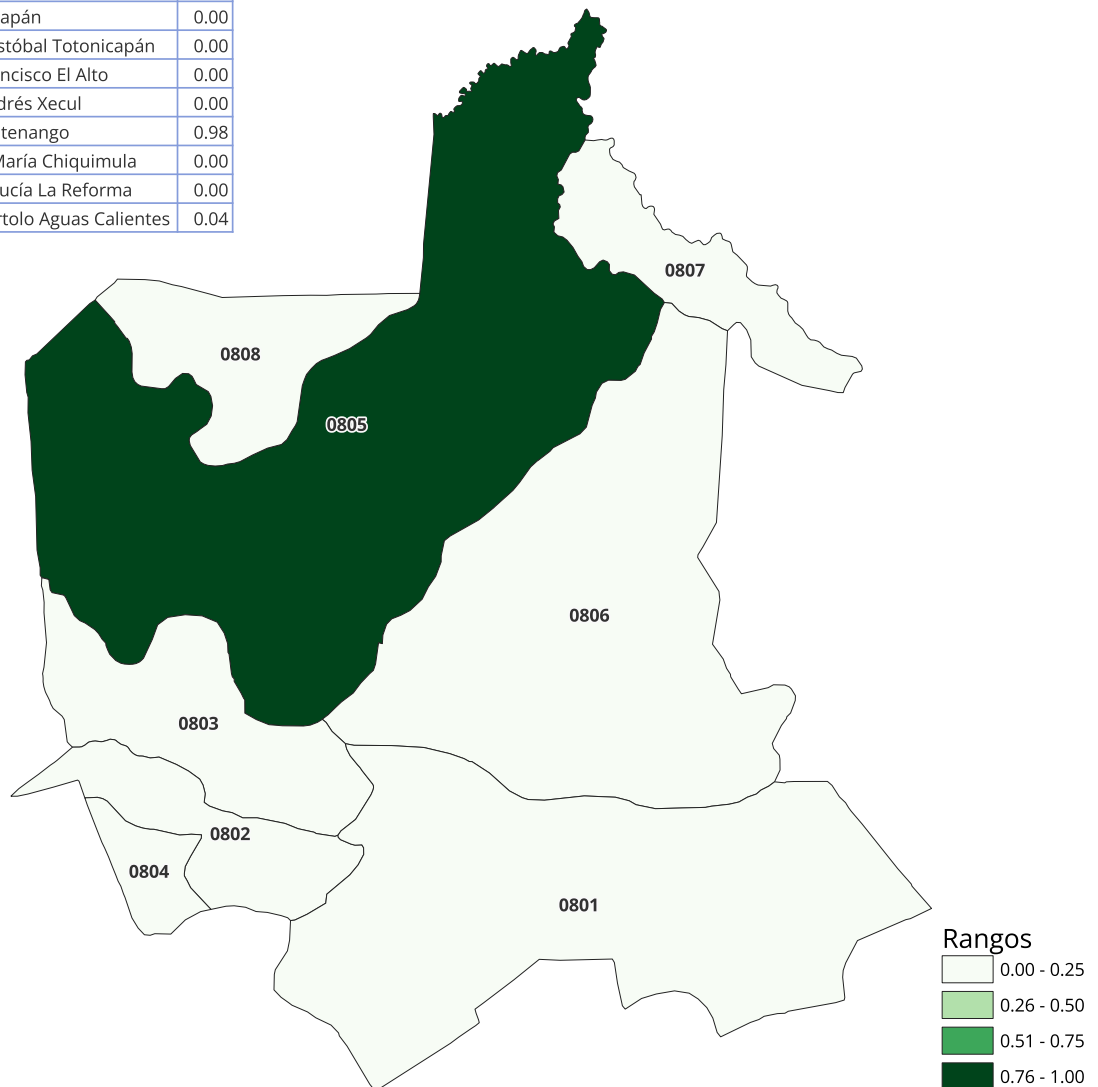 apán 0.00
stóbal Totonicapán 0.00
ncisco El Alto 0.00
drés Xecul 0.00
tenango 0.98
María Chiquimula 0.00
ucía La Reforma 0.00
rtolo Aguas Calientes 0.04
0807
0808
0805
0806
0803
0802
0804
0801
Rangos
0.00 - 0.25
0.26 - 0.50
0.51 - 0.75
0.76 - 1.00